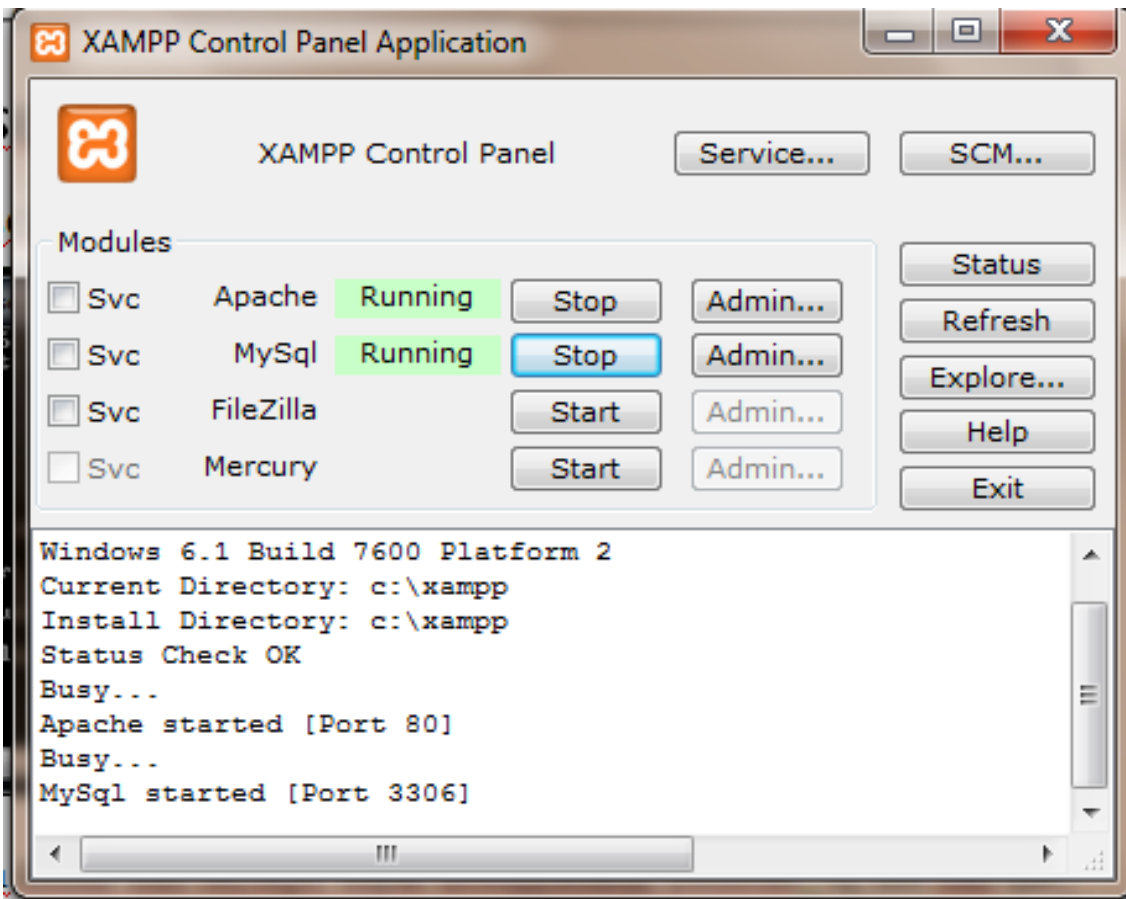 XAMPP Control Panel Application
XAMPP Control Panel Service... SCM...
Modules
Status
Svc Apache Running Stop Admin...
Refresh
Svc MySql Running Stop Admin...
Explore...
Svc FileZilla Start Admin...
Help
Svc Mercury Start Admin...
Exit
Windows 6.1 Build 7600 Platform 2
Current Directory: c:\xampp
Install Directory: c:\xampp
Status Check OK
Busy...
Apache started [Port 80]
Busy...
MySql started [Port 3306]